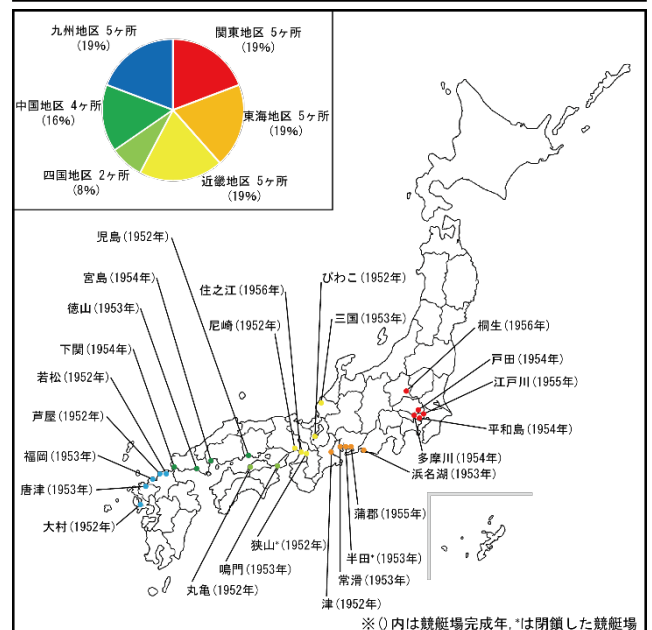 九州地区 5ヶ所
(19%)
関東地区 5ヶ所
(19%)
中国地区 4ヶ所
(16%)
東海地区 5ヶ所
(19%)
四国地区 2ヶ所
(8%)
近畿地区 5ヶ所
(19%)
児島(1952年)
宮島(1954年)
徳山(1953年)
下関(1954年)
若松(1952年)
芦屋(1952年)
福岡(1953年)
唐津(1953年)
大村(1952年)
住之江(1956年)
尼崎(1952年)
びわこ(1952年)
三国(1953年)
桐生(1956年)
戸田(1954年)
江戸川(1955年)
平和島(1954年)
多摩川(1954年)
浜名湖(1953年)
蒲郡(1955年)
半田*(1953年)
常滑(1953年)
津(1952年)
狭山*(1952年)
鳴門(1953年)
丸亀(1952年)
※()内は競艇場完成年,*は閉鎖した競艇場